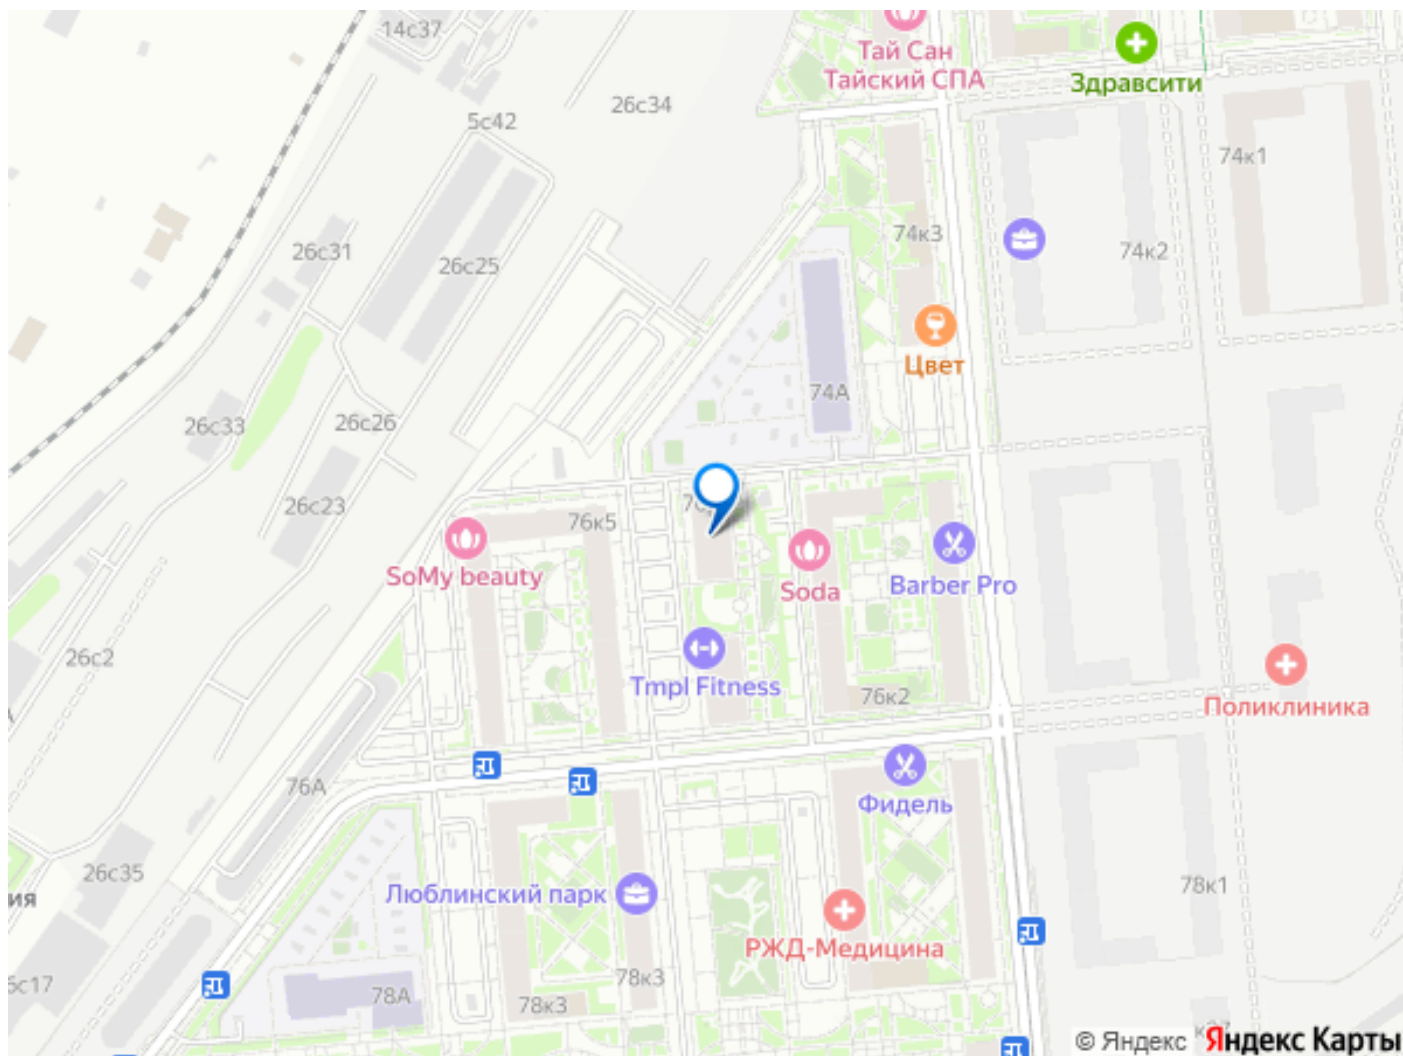 14с37
Тай Сан
Тайский СПА
Здравсити
26с34
5с42
74к1
74к3
74к2
26с31
26с25
Цвет
74А
26с33
26с26
26с23
76к5
SoMy beauty
Soda
Barber Pro
26с2
Tmpl Fitness
76к2
Поликлиника
76А
Фидель
26с35
Люблинский парк
78к1
РЖД-Медицина
78А
78к3
78к3
© Яндекс
Яндекс Карты